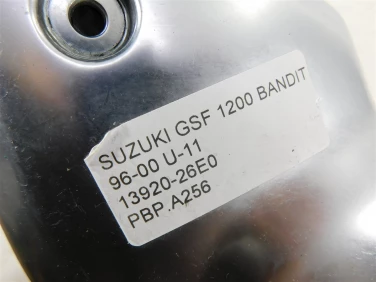 SUZUKI GSF 1200 BANDIT
96-00 U-11
13920-26E0
PBP.A256